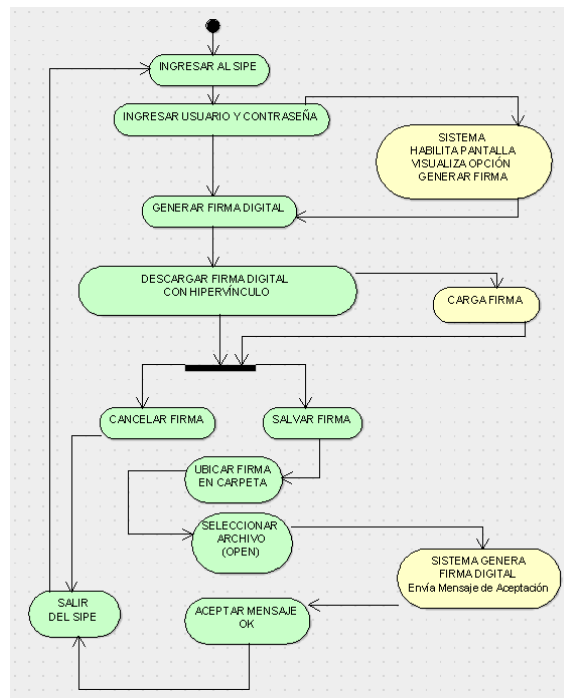 INGRESAR AL SIPE
INGRESAR USUARIO Y CONTRASEÑA
SISTEMA
HABILITA PANTALLA
VISUALIZA OPCIÓN
GENERAR FIRMA
GENERAR FIRMA DIGITAL
DESCARGAR FIRMA DIGITAL
CON HIPERVÍNCULO
CARGA FIRMA
CANCELAR FIRMA
SALVAR FIRMA
UBICAR FIRMA
EN CARPETA
SELECCIONAR
ARCHIVO
(OPEN)
SISTEMA GENERA
FIRMA DIGITAL
Envía Mensaje de Aceptación
SALIR
DEL SIPE
ACEPTAR MENSAJE
OK